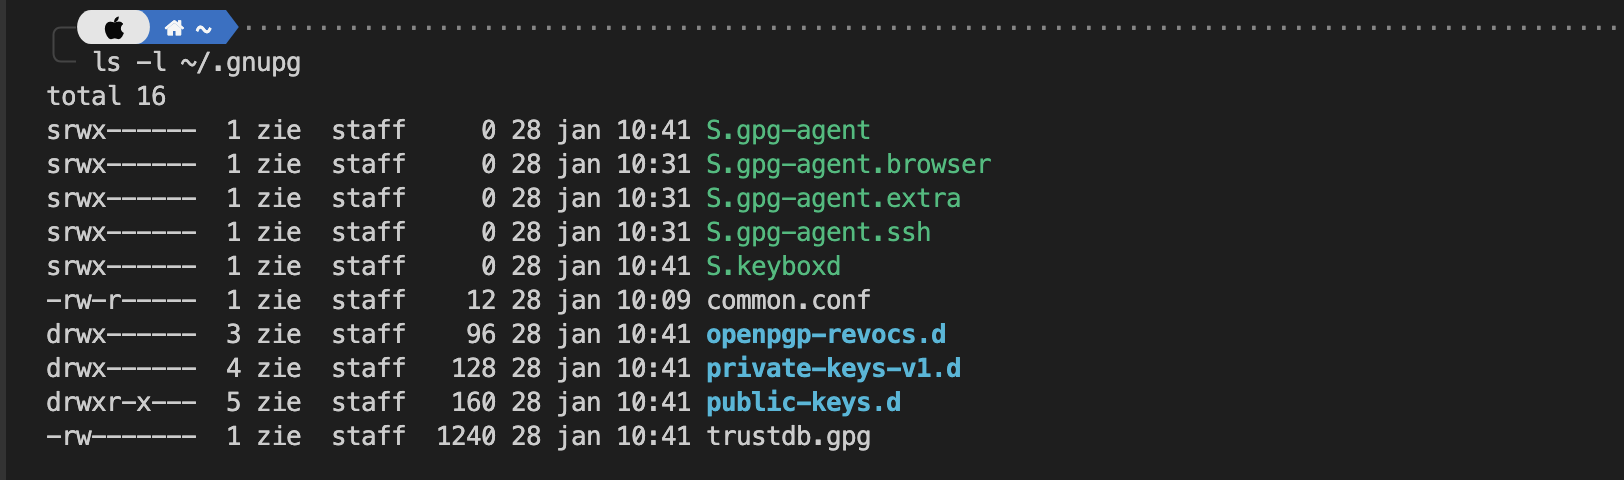 ~
ls -l ~/.gnupg
total 16
srwx------  1 zie  staff     0 28 jan 10:41 S.gpg-agent
srwx------  1 zie  staff     0 28 jan 10:31 S.gpg-agent.browser
srwx------  1 zie  staff     0 28 jan 10:31 S.gpg-agent.extra
srwx------  1 zie  staff     0 28 jan 10:31 S.gpg-agent.ssh
srwx------  1 zie  staff     0 28 jan 10:41 S.keyboxd
-rw-r-----  1 zie  staff    12 28 jan 10:09 common.conf
drwx------  3 zie  staff    96 28 jan 10:41 openpgp-revocs.d
drwx------  4 zie  staff   128 28 jan 10:41 private-keys-v1.d
drwxr-x---  5 zie  staff   160 28 jan 10:41 public-keys.d
-rw-------  1 zie  staff  1240 28 jan 10:41 trustdb.gpg